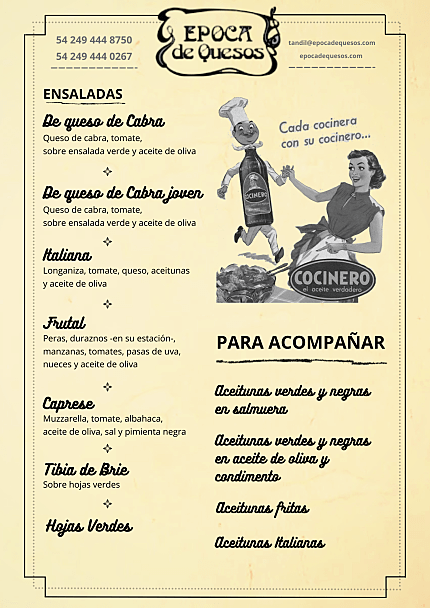 EPOCA
de Quesos
54 249 444 8750
54 249 444 0267
tandil@epocadequesos.com
epocadequesos.com
ENSALADAS
De queso de Cabra
Queso de cabra, tomate,
sobre ensalada verde y aceite de oliva
De queso de Cabra joven
Queso de cabra, tomate,
sobre ensalada verde y aceite de oliva
Italiana
Longaniza, tomate, queso, aceitunas
y aceite de oliva
Frutal
Peras, duraznos -en su estación-,
manzanas, tomates, pasas de uva,
nueces y aceite de oliva
Caprese
Muzzarella, tomate, albahaca,
aceite de oliva, sal y pimienta negra
Tibia de Brie
Sobre hojas verdes
Hojas Verdes
Cada cocinera
con su cocinero...
COCINERO
COCINERO
el aceite verdadero
PARA ACOMPAÑAR
Aceitunas verdes y negras
en salmuera
Aceitunas verdes y negras
en aceite de oliva y
condimento
Aceitunas fritas
Aceitunas Italianas